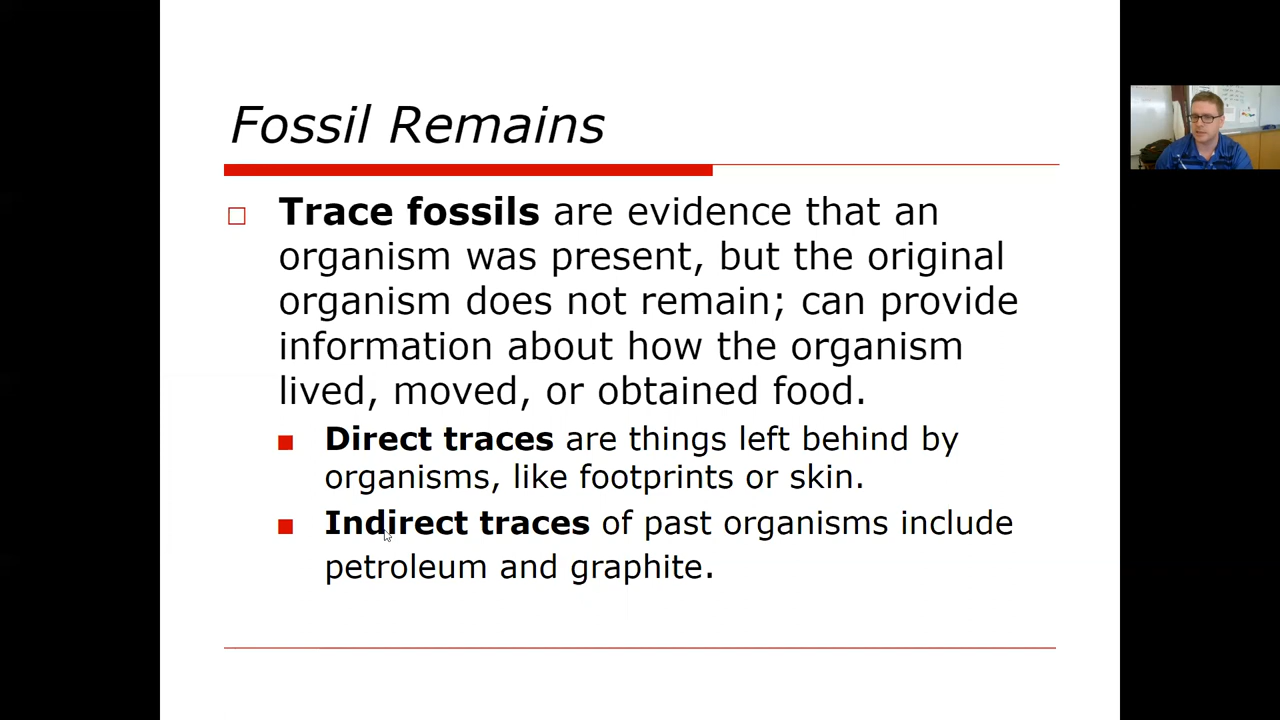 Fossil Remains
Trace fossils are evidence that an
organism was present, but the original
organism does not remain; can provide
information about how the organism
lived, moved, or obtained food.
Direct traces are things left behind by
organisms, like footprints or skin.
Indirect traces of past organisms include
petroleum and graphite.